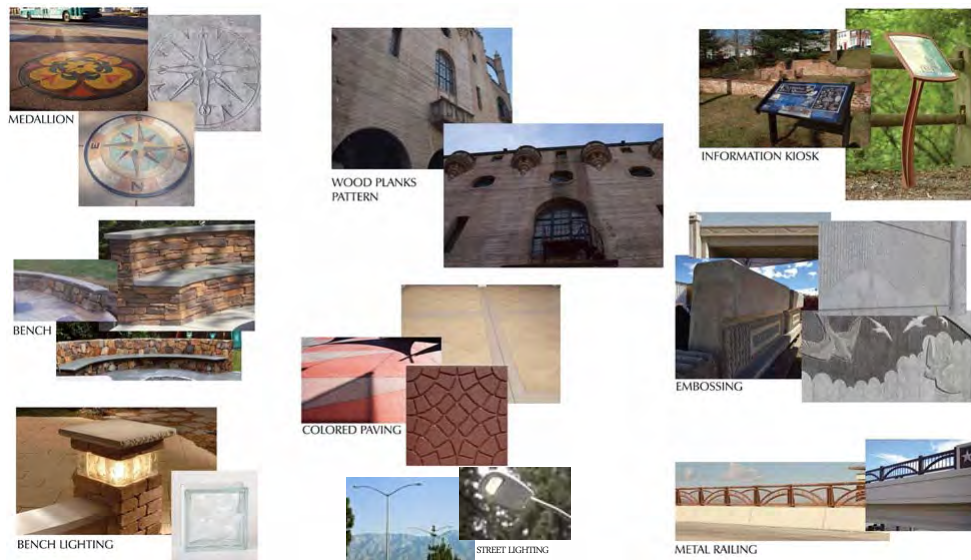 MEDALLION
BENCH
BENCH LIGHTING
WOOD PLANKS
PATTERN
COLORED PAVING
STREET LIGHTING
INFORMATION KIOSK
EMBOSSING
METAL RAILING
E
S
W
N